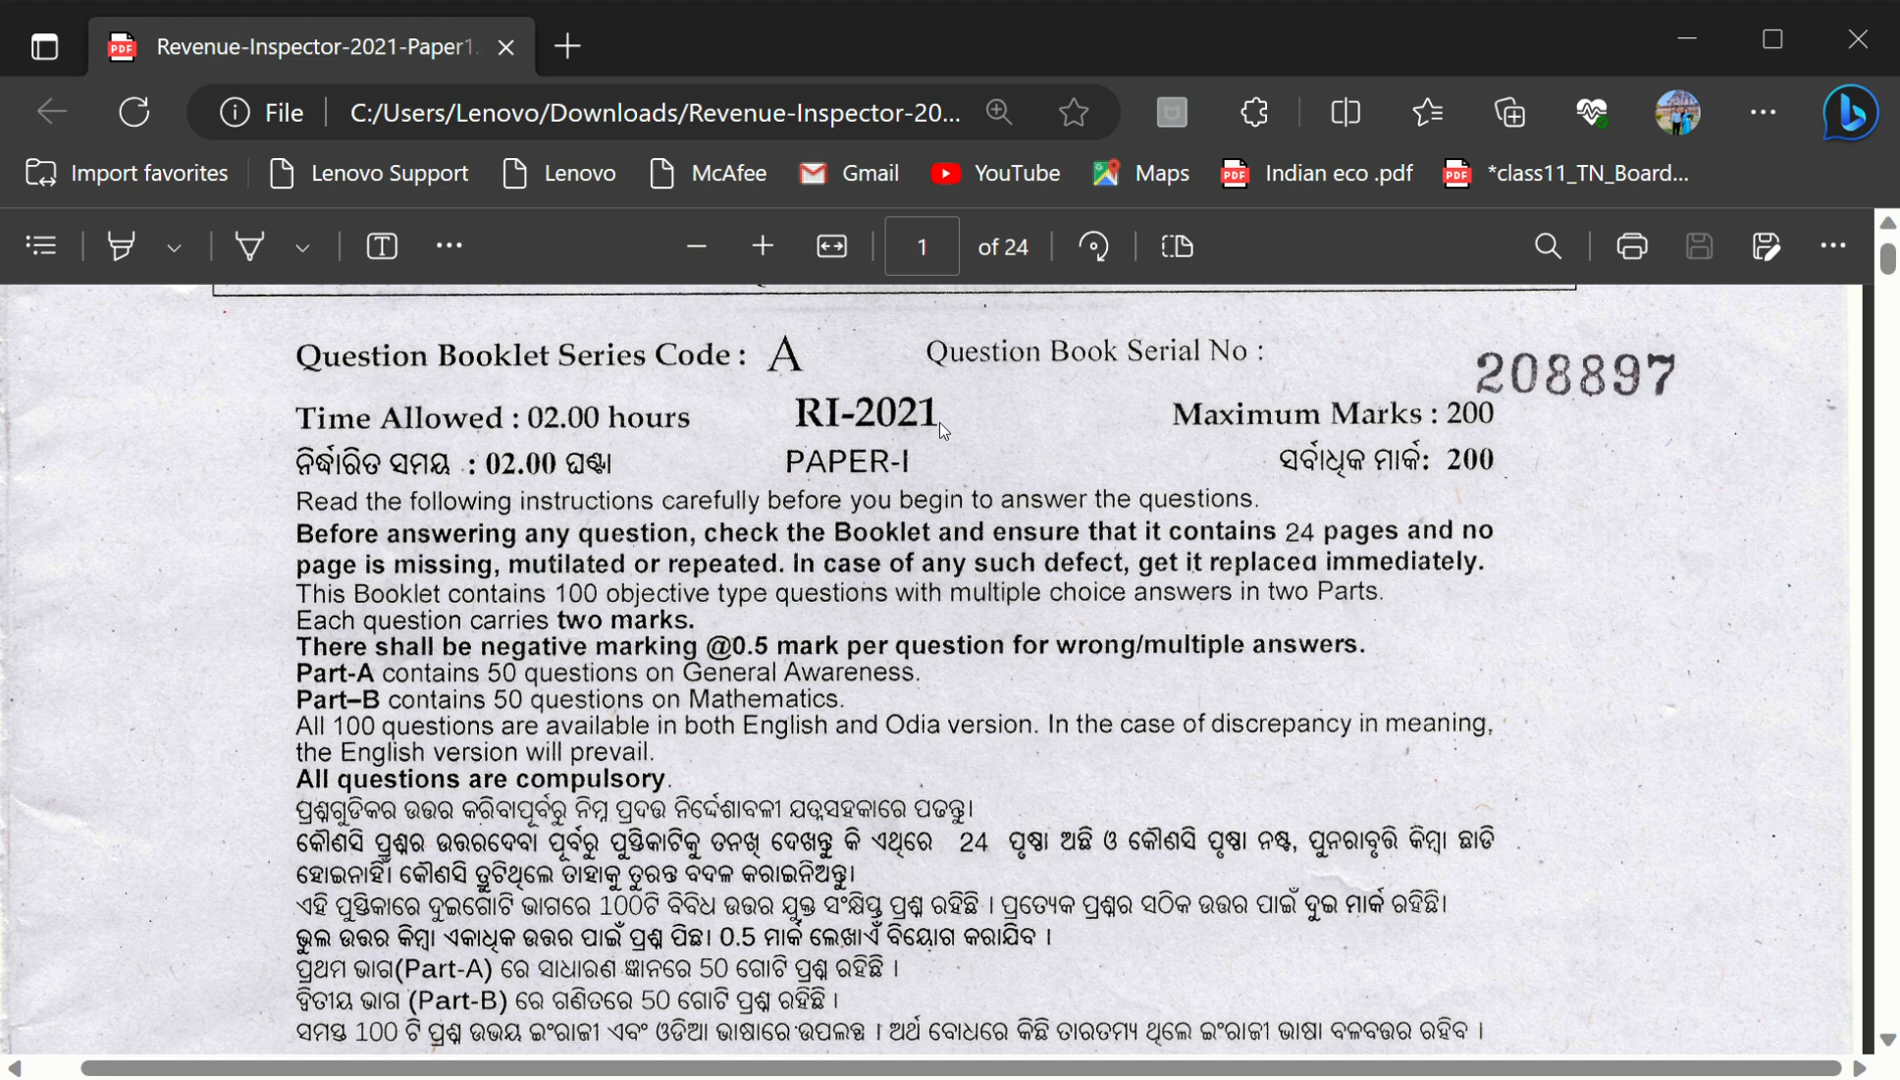 Revenue-Inspector-2021-Paper1.
File C:/Users/Lenovo/Downloads/Revenue-Inspector-20...
Import favorites Lenovo Support Lenovo McAfee Gmail YouTube Maps Indian eco .pdf *class11_TN_Board...
1 of 24
Question Booklet Series Code : A Question Book Serial No :
208897
Time Allowed : 02.00 hours RI-2021 Maximum Marks : 200
ନିର୍ଦ୍ଧାରିତ ସମୟ : 02.00 ଘଣ୍ଟା PAPER-I ସର୍ବାଧିକ ମାର୍କ: 200
Read the following instructions carefully before you begin to answer the questions.
Before answering any question, check the Booklet and ensure that it contains 24 pages and no
page is missing, mutilated or repeated. In case of any such defect, get it replaced immediately.
This Booklet contains 100 objective type questions with multiple choice answers in two Parts.
Each question carries two marks.
There shall be negative marking @0.5 mark per question for wrong/multiple answers.
Part-A contains 50 questions on General Awareness.
Part–B contains 50 questions on Mathematics.
All 100 questions are available in both English and Odia version. In the case of discrepancy in meaning,
the English version will prevail.
All questions are compulsory.
ପ୍ରଶ୍ନଗୁଡିକର ଉତ୍ତର କରିବାପୂର୍ବରୁ ନିମ୍ନ ପ୍ରଦତ୍ତ ନିର୍ଦ୍ଦେଶାବଳୀ ଯତ୍ନସହକାରେ ପଢନ୍ତୁ।
କୌଣସି ପ୍ରଶ୍ନର ଉତ୍ତରଦେବା ପୂର୍ବରୁ ପୁସ୍ତିକାଟିକୁ ତନଖି ଦେଖନ୍ତୁ କି ଏଥିରେ 24 ପୃଷ୍ଠା ଅଛି ଓ କୌଣସି ପୃଷ୍ଠା ନଷ୍ଟ, ପୁନରାବୃତ୍ତି କିମ୍ବା ଛାଡି
ହୋଇନାହିଁ। କୌଣସି ତ୍ରୁଟିଥିଲେ ତାହାକୁ ତୁରନ୍ତ ବଦଳ କରାଇନିଅନ୍ତୁ।
ଏହି ପୁସ୍ତିକାରେ ଦୁଇଗୋଟି ଭାଗରେ 100ଟି ବିବିଧ ଉତ୍ତର ଯୁକ୍ତ ସଂକ୍ଷିପ୍ତ ପ୍ରଶ୍ନ ରହିଛି । ପ୍ରତ୍ୟେକ ପ୍ରଶ୍ନର ସଠିକ ଉତ୍ତର ପାଇଁ ଦୁଇ ମାର୍କ ରହିଛି।
ଭୁଲ ଉତ୍ତର କିମ୍ବା ଏକାଧିକ ଉତ୍ତର ପାଇଁ ପ୍ରଶ୍ନ ପିଛା 0.5 ମାର୍କ ଲେଖାଏଁ ବିୟୋଗ କରାଯିବ ।
ପ୍ରଥମ ଭାଗ(Part-A) ରେ ସାଧାରଣ ଜ୍ଞାନରେ 50 ଗୋଟି ପ୍ରଶ୍ନ ରହିଛି ।
ଦ୍ଵିତୀୟ ଭାଗ (Part-B) ରେ ଗଣିତରେ 50 ଗୋଟି ପ୍ରଶ୍ନ ରହିଛି ।
ସମସ୍ତ 100 ଟି ପ୍ରଶ୍ନ ଉଭୟ ଇଂରାଜୀ ଏବଂ ଓଡିଆ ଭାଷାରେ ଉପଲବ୍ଧ । ଅର୍ଥ ବୋଧରେ କିଛି ତାରତମ୍ୟ ଥିଲେ ଇଂରାଜୀ ଭାଷା ବଳବତ୍ତର ରହିବ ।